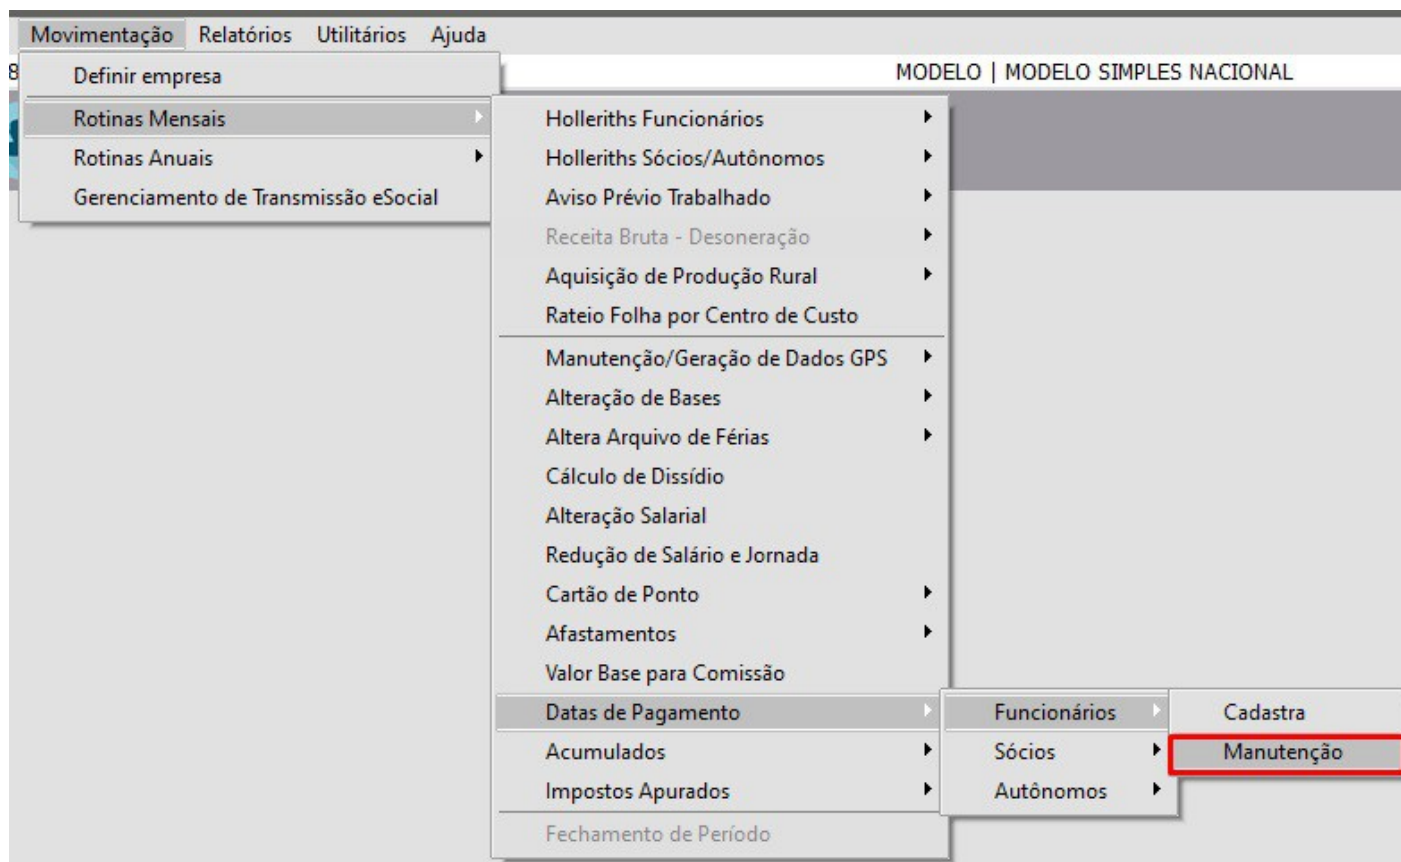 Movimentação Relatórios Utilitários Ajuda
8
MODELO | MODELO SIMPLES NACIONAL
Definir empresa
Rotinas Mensais
Rotinas Anuais
Gerenciamento de Transmissão eSocial
Holleriths Funcionários
Holleriths Sócios/Autônomos
Aviso Prévio Trabalhado
Receita Bruta - Desoneração
Aquisição de Produção Rural
Rateio Folha por Centro de Custo
Manutenção/Geração de Dados GPS
Alteração de Bases
Altera Arquivo de Férias
Cálculo de Dissídio
Alteração Salarial
Redução de Salário e Jornada
Cartão de Ponto
Afastamentos
Valor Base para Comissão
Datas de Pagamento
Acumulados
Impostos Apurados
Fechamento de Período
Funcionários
Sócios
Autônomos
Cadastra
Manutenção